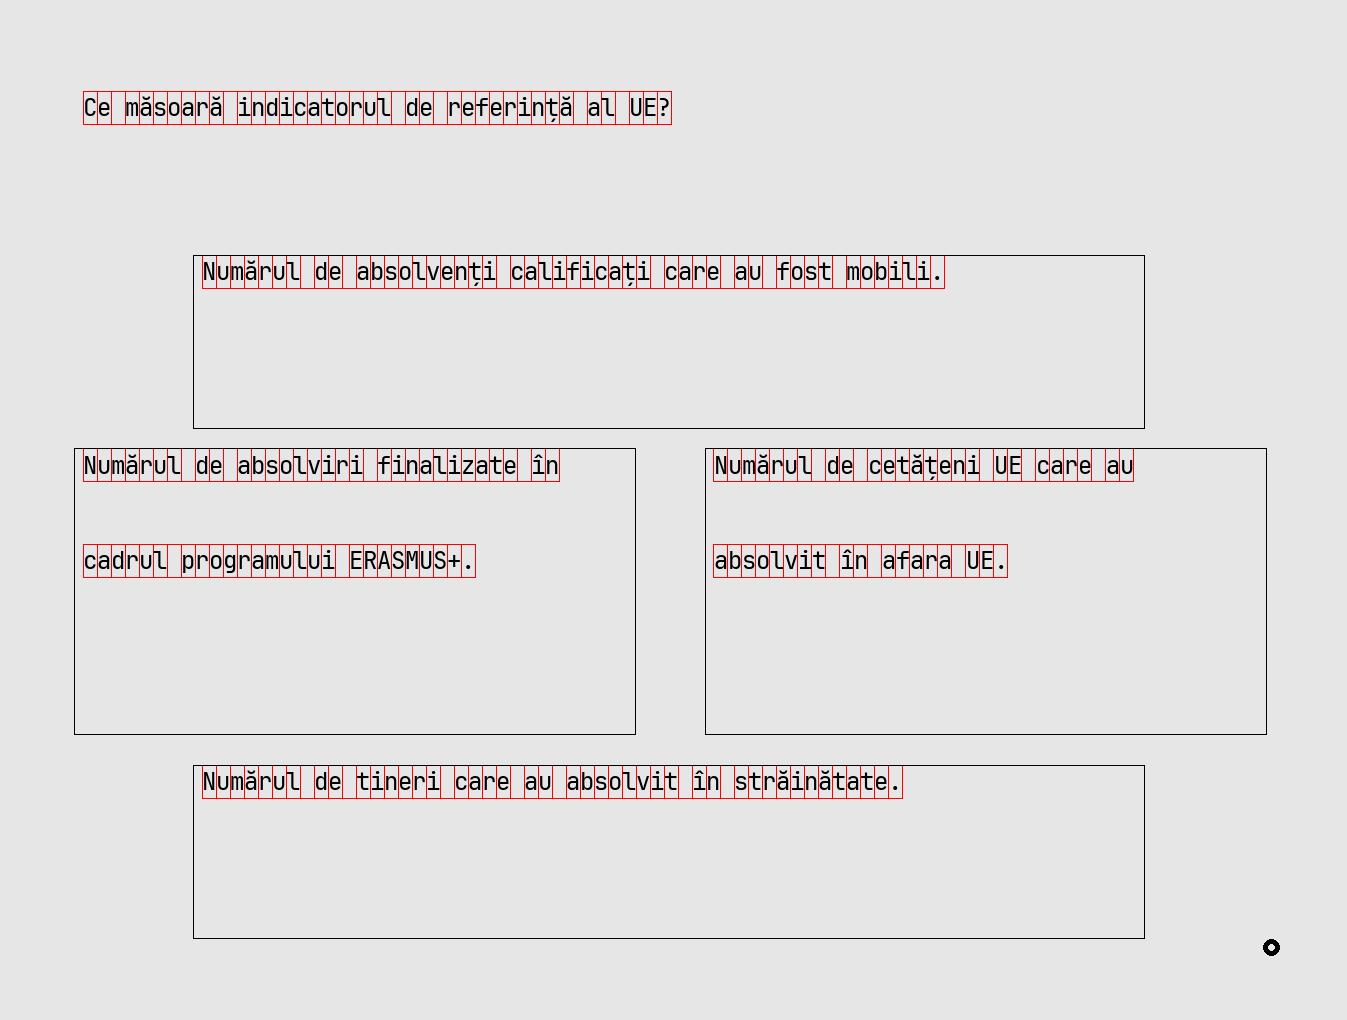 Ce măsoară indicatorul de referință al UE?
Numărul de absolvenți calificați care au fost mobili.
Numărul de absolviri finalizate în
cadrul programului ERASMUS+.
Numărul de cetățeni UE care au
absolvit în afara UE.
Numărul de tineri care au absolvit în străinătate.